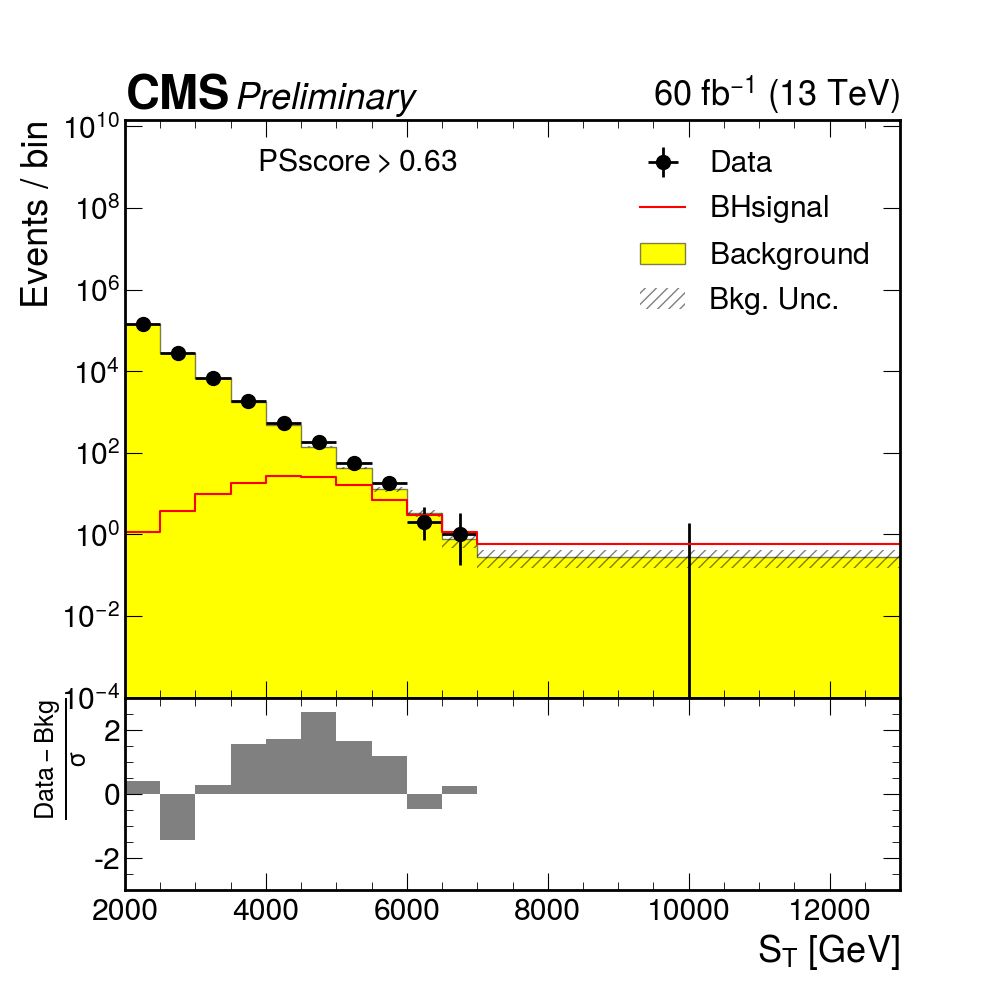 CMS Preliminary 60 fb⁻¹ (13 TeV)
Events / bin
10¹⁰
10⁸
10⁶
10⁴
10²
10⁰
10⁻²
10⁻⁴
PSscore > 0.63
Data
BHsignal
Background
Bkg. Unc.
Data – Bkg
σ
2
0
-2
2000 4000 6000 8000 10000 12000
S_T [GeV]